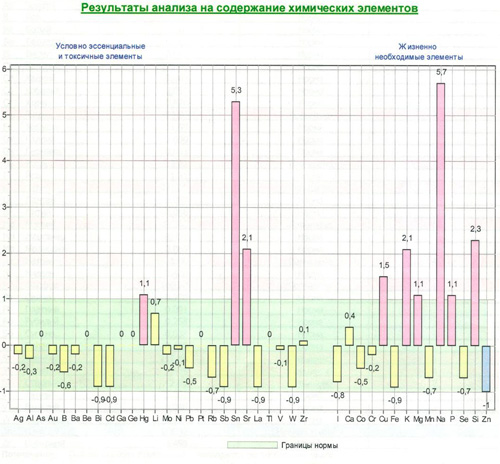 Результаты анализа на содержание химических элементов
Условно эссенциальные
и токсичные элементы
Жизненно
необходимые элементы
6
5,7
5,3
5
4
3
2,3
2,1 2,1
2
1,5
1,1 1,1 1,1
1
0,7
0,4
0 0 0 0 0 0 0,1
0
-0,2 -0,3 -0,2 -0,6 -0,2 -0,9 -0,9 -0,2 -0,1 -0,5 -0,7 -0,9 -0,9 -0,1 -0,9 -0,8 -0,5 -0,2 -0,9 -0,7 -0,7 -1
-1
Ag Al As Au B Ba Be Bi Cd Ga Ge Hg Li Mo Ni Pb Pt Rb Sb Sn Sr La Tl V W Zr I Ca Co Cr Cu Fe K Mg Mn Na P Se Si Zn
Границы нормы